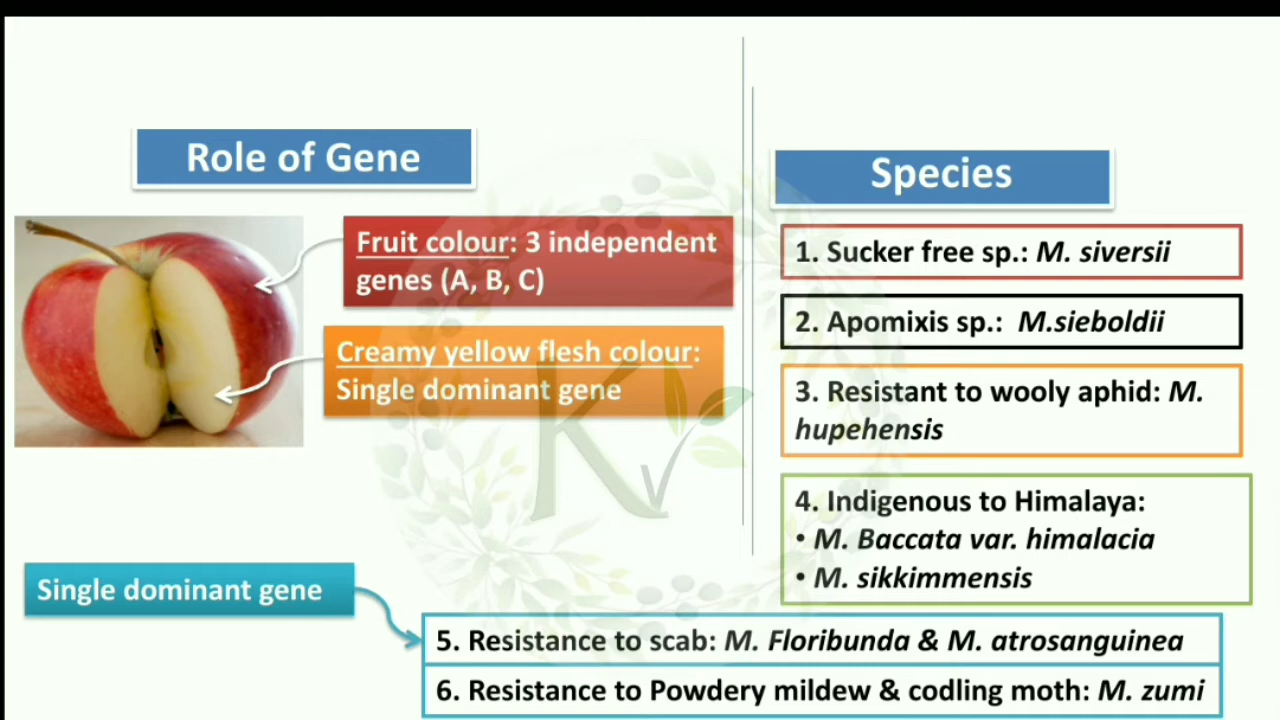 Role of Gene
Fruit colour: 3 independent
genes (A, B, C)
Creamy yellow flesh colour:
Single dominant gene
Single dominant gene
Species
1. Sucker free sp.: M. siversii
2. Apomixis sp.: M.sieboldii
3. Resistant to wooly aphid: M.
hupehensis
4. Indigenous to Himalaya:
• M. Baccata var. himalacia
• M. sikkimmensis
5. Resistance to scab: M. Floribunda & M. atrosanguinea
6. Resistance to Powdery mildew & codling moth: M. zumi
KV